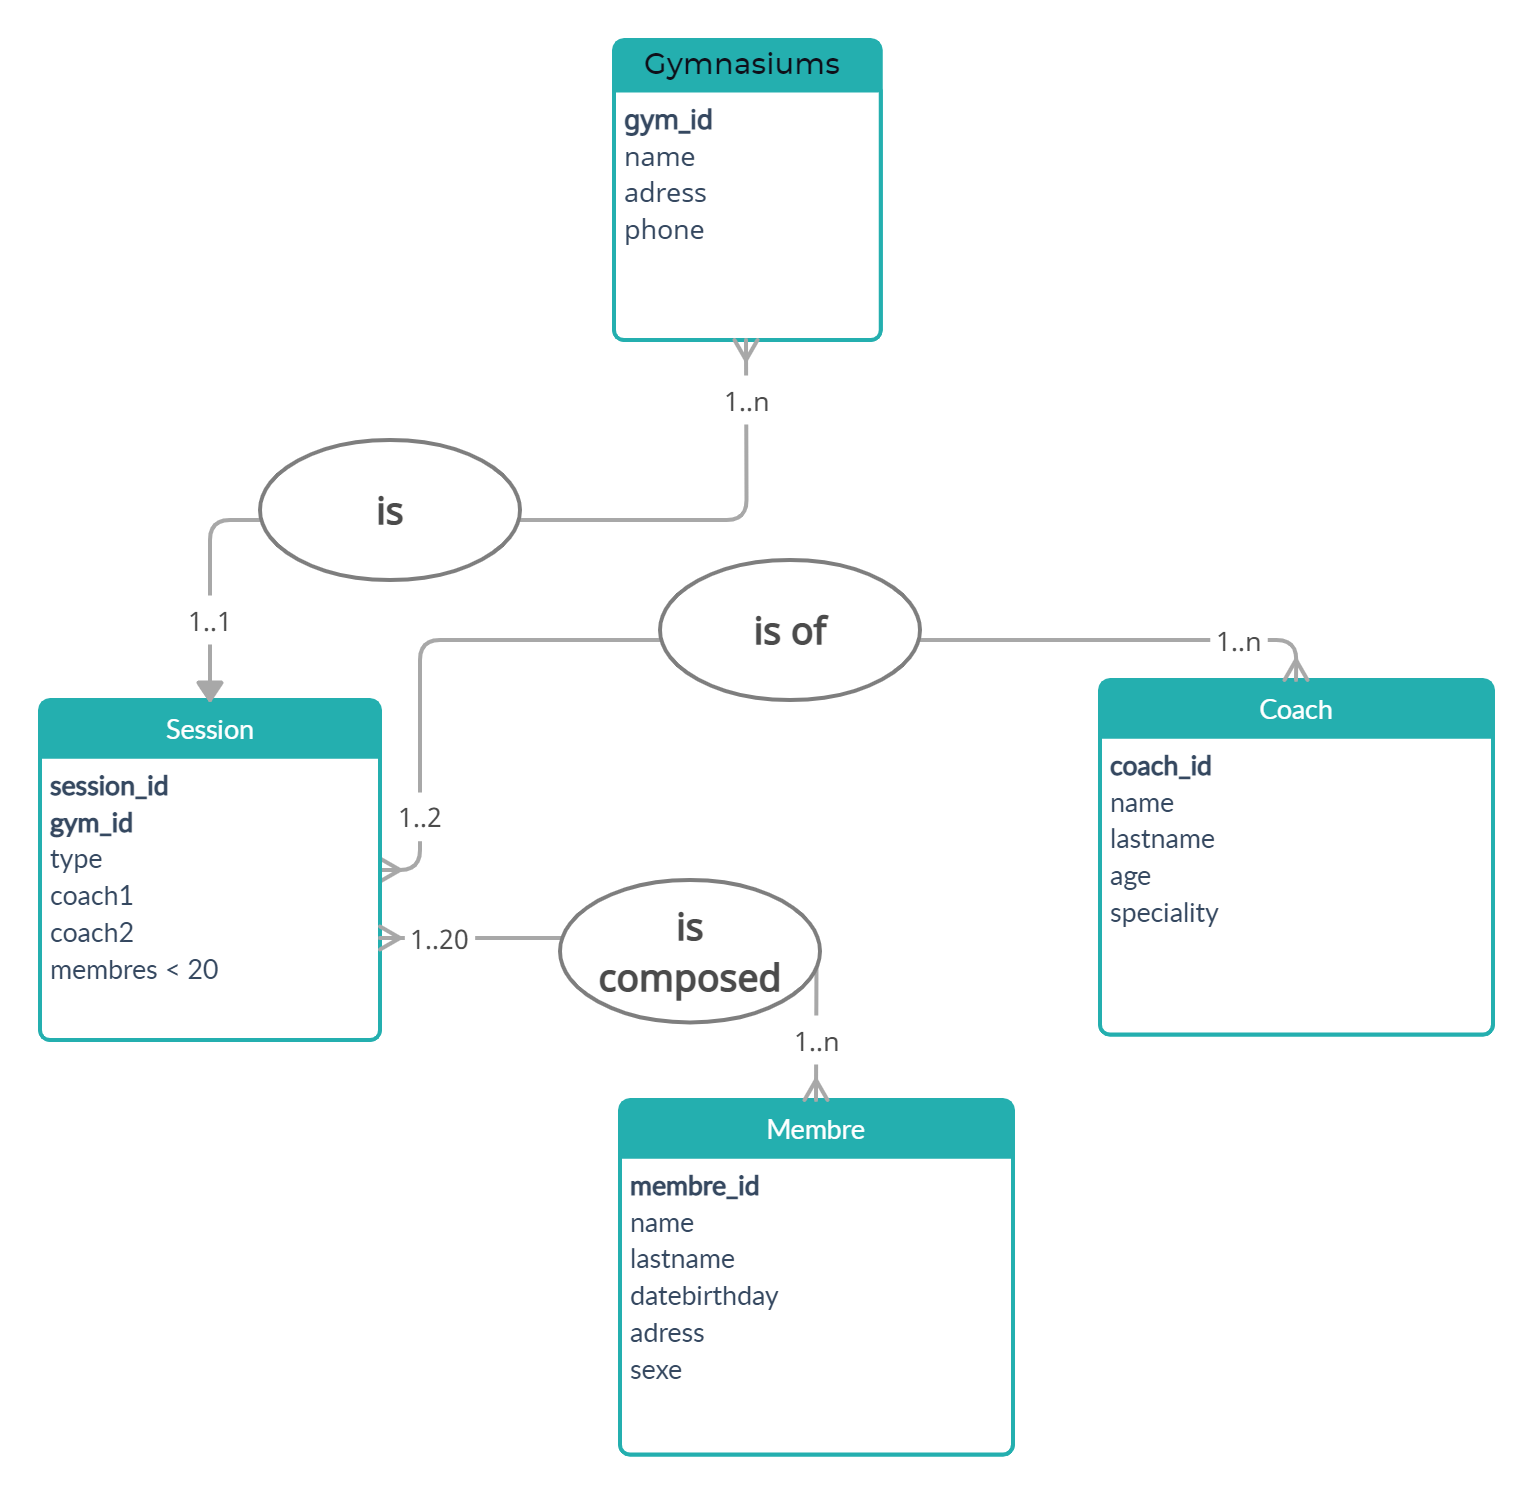 Gymnasiums
gym_id
name
adress
phone
1..n
is
1..1
is of
1..n
1..2
Session
session_id
gym_id
type
coach1
coach2
membres < 20
Coach
coach_id
name
lastname
age
speciality
1..20
is
composed
1..n
Membre
membre_id
name
lastname
datebirthday
adress
sexe